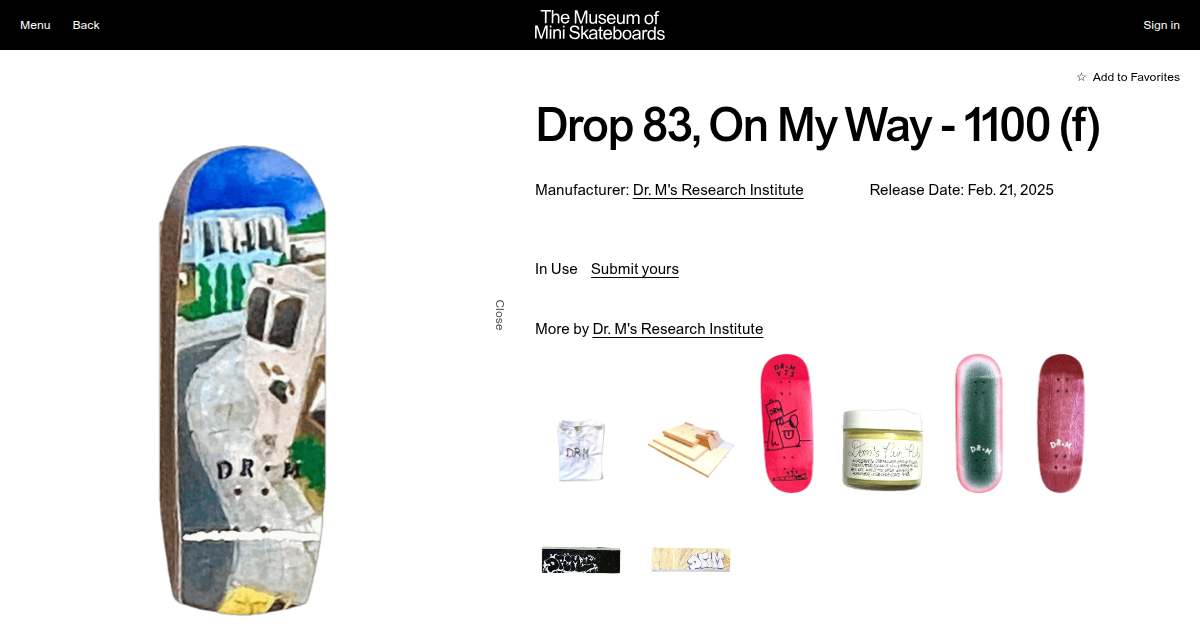 Menu
Back
The Museum of
Mini Skateboards
Sign in
☆ Add to Favorites
Drop 83, On My Way - 1100 (f)
Manufacturer: Dr. M's Research Institute
Release Date: Feb. 21, 2025
In Use
Submit yours
Close
More by Dr. M's Research Institute
DR•M
DRM
DR•M
DRM
DR•M
DR•M